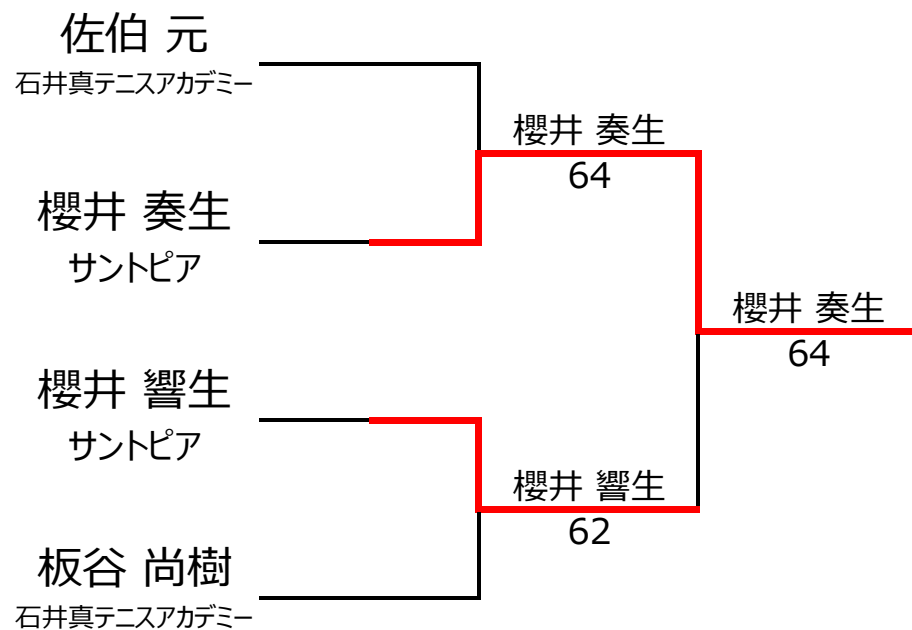 佐伯 元
石井真テニスアカデミー
櫻井 奏生
サントピア
櫻井 響生
サントピア
板谷 尚樹
石井真テニスアカデミー
櫻井 奏生
64
櫻井 響生
62
櫻井 奏生
64